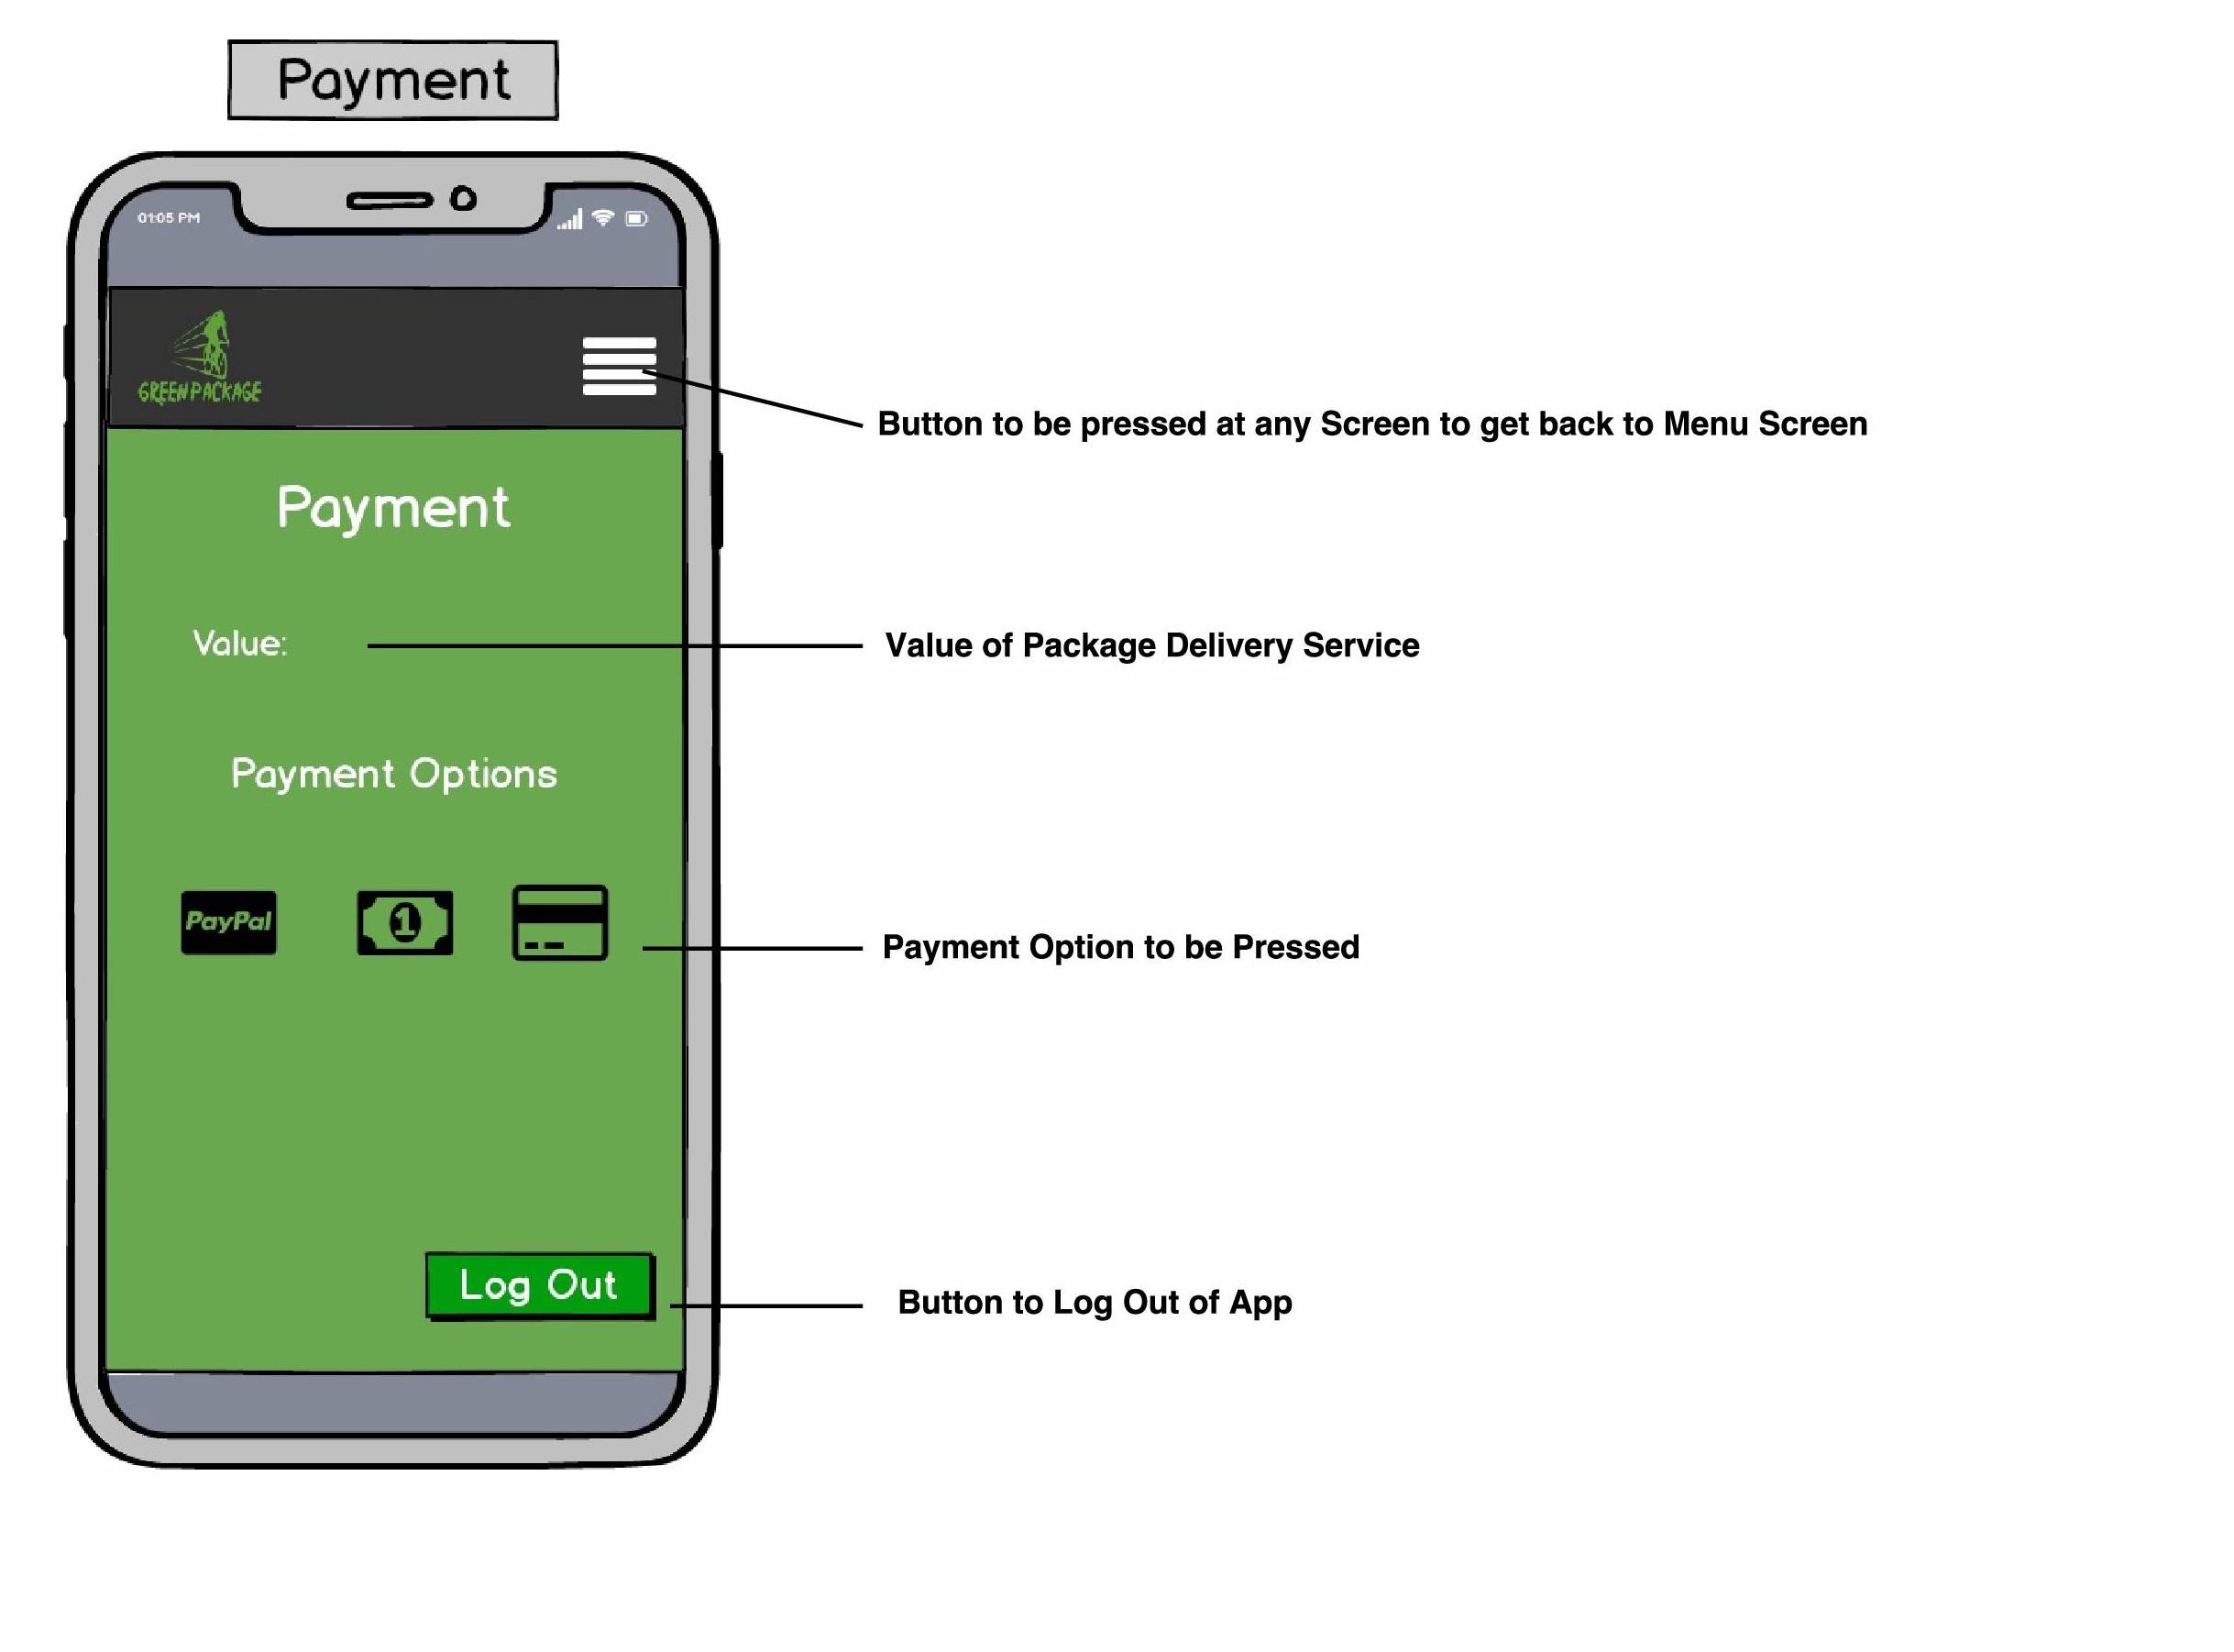 Payment
01:05 PM
GREENPACKAGE
Button to be pressed at any Screen to get back to Menu Screen
Payment
Value:
Value of Package Delivery Service
Payment Options
PayPal
1
Payment Option to be Pressed
Log Out
Button to Log Out of App